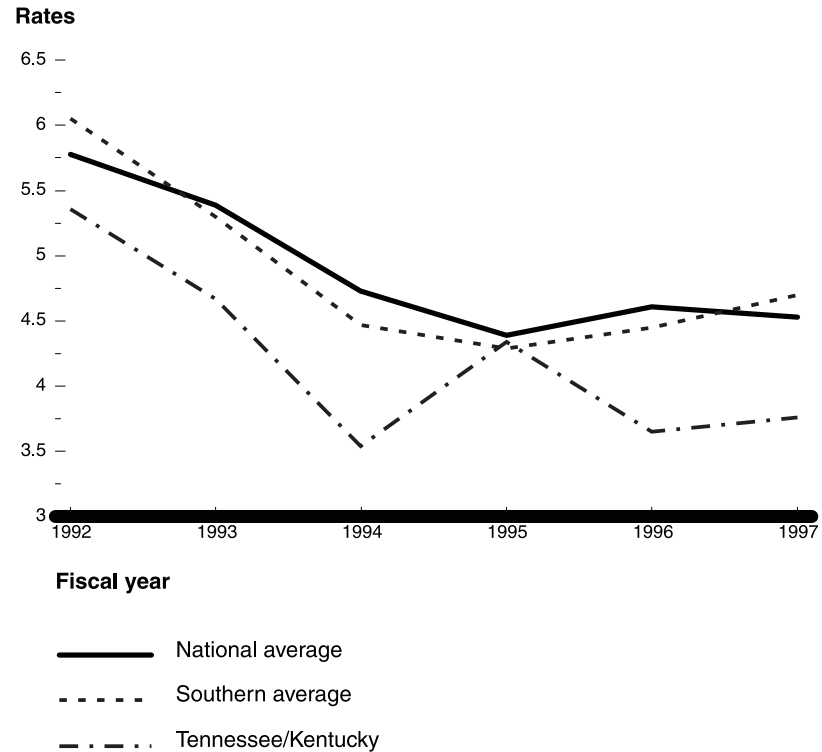 Rates
6.5
6
5.5
5
4.5
4
3.5
3
1992 1993 1994 1995 1996 1997
Fiscal year
National average
Southern average
Tennessee/Kentucky